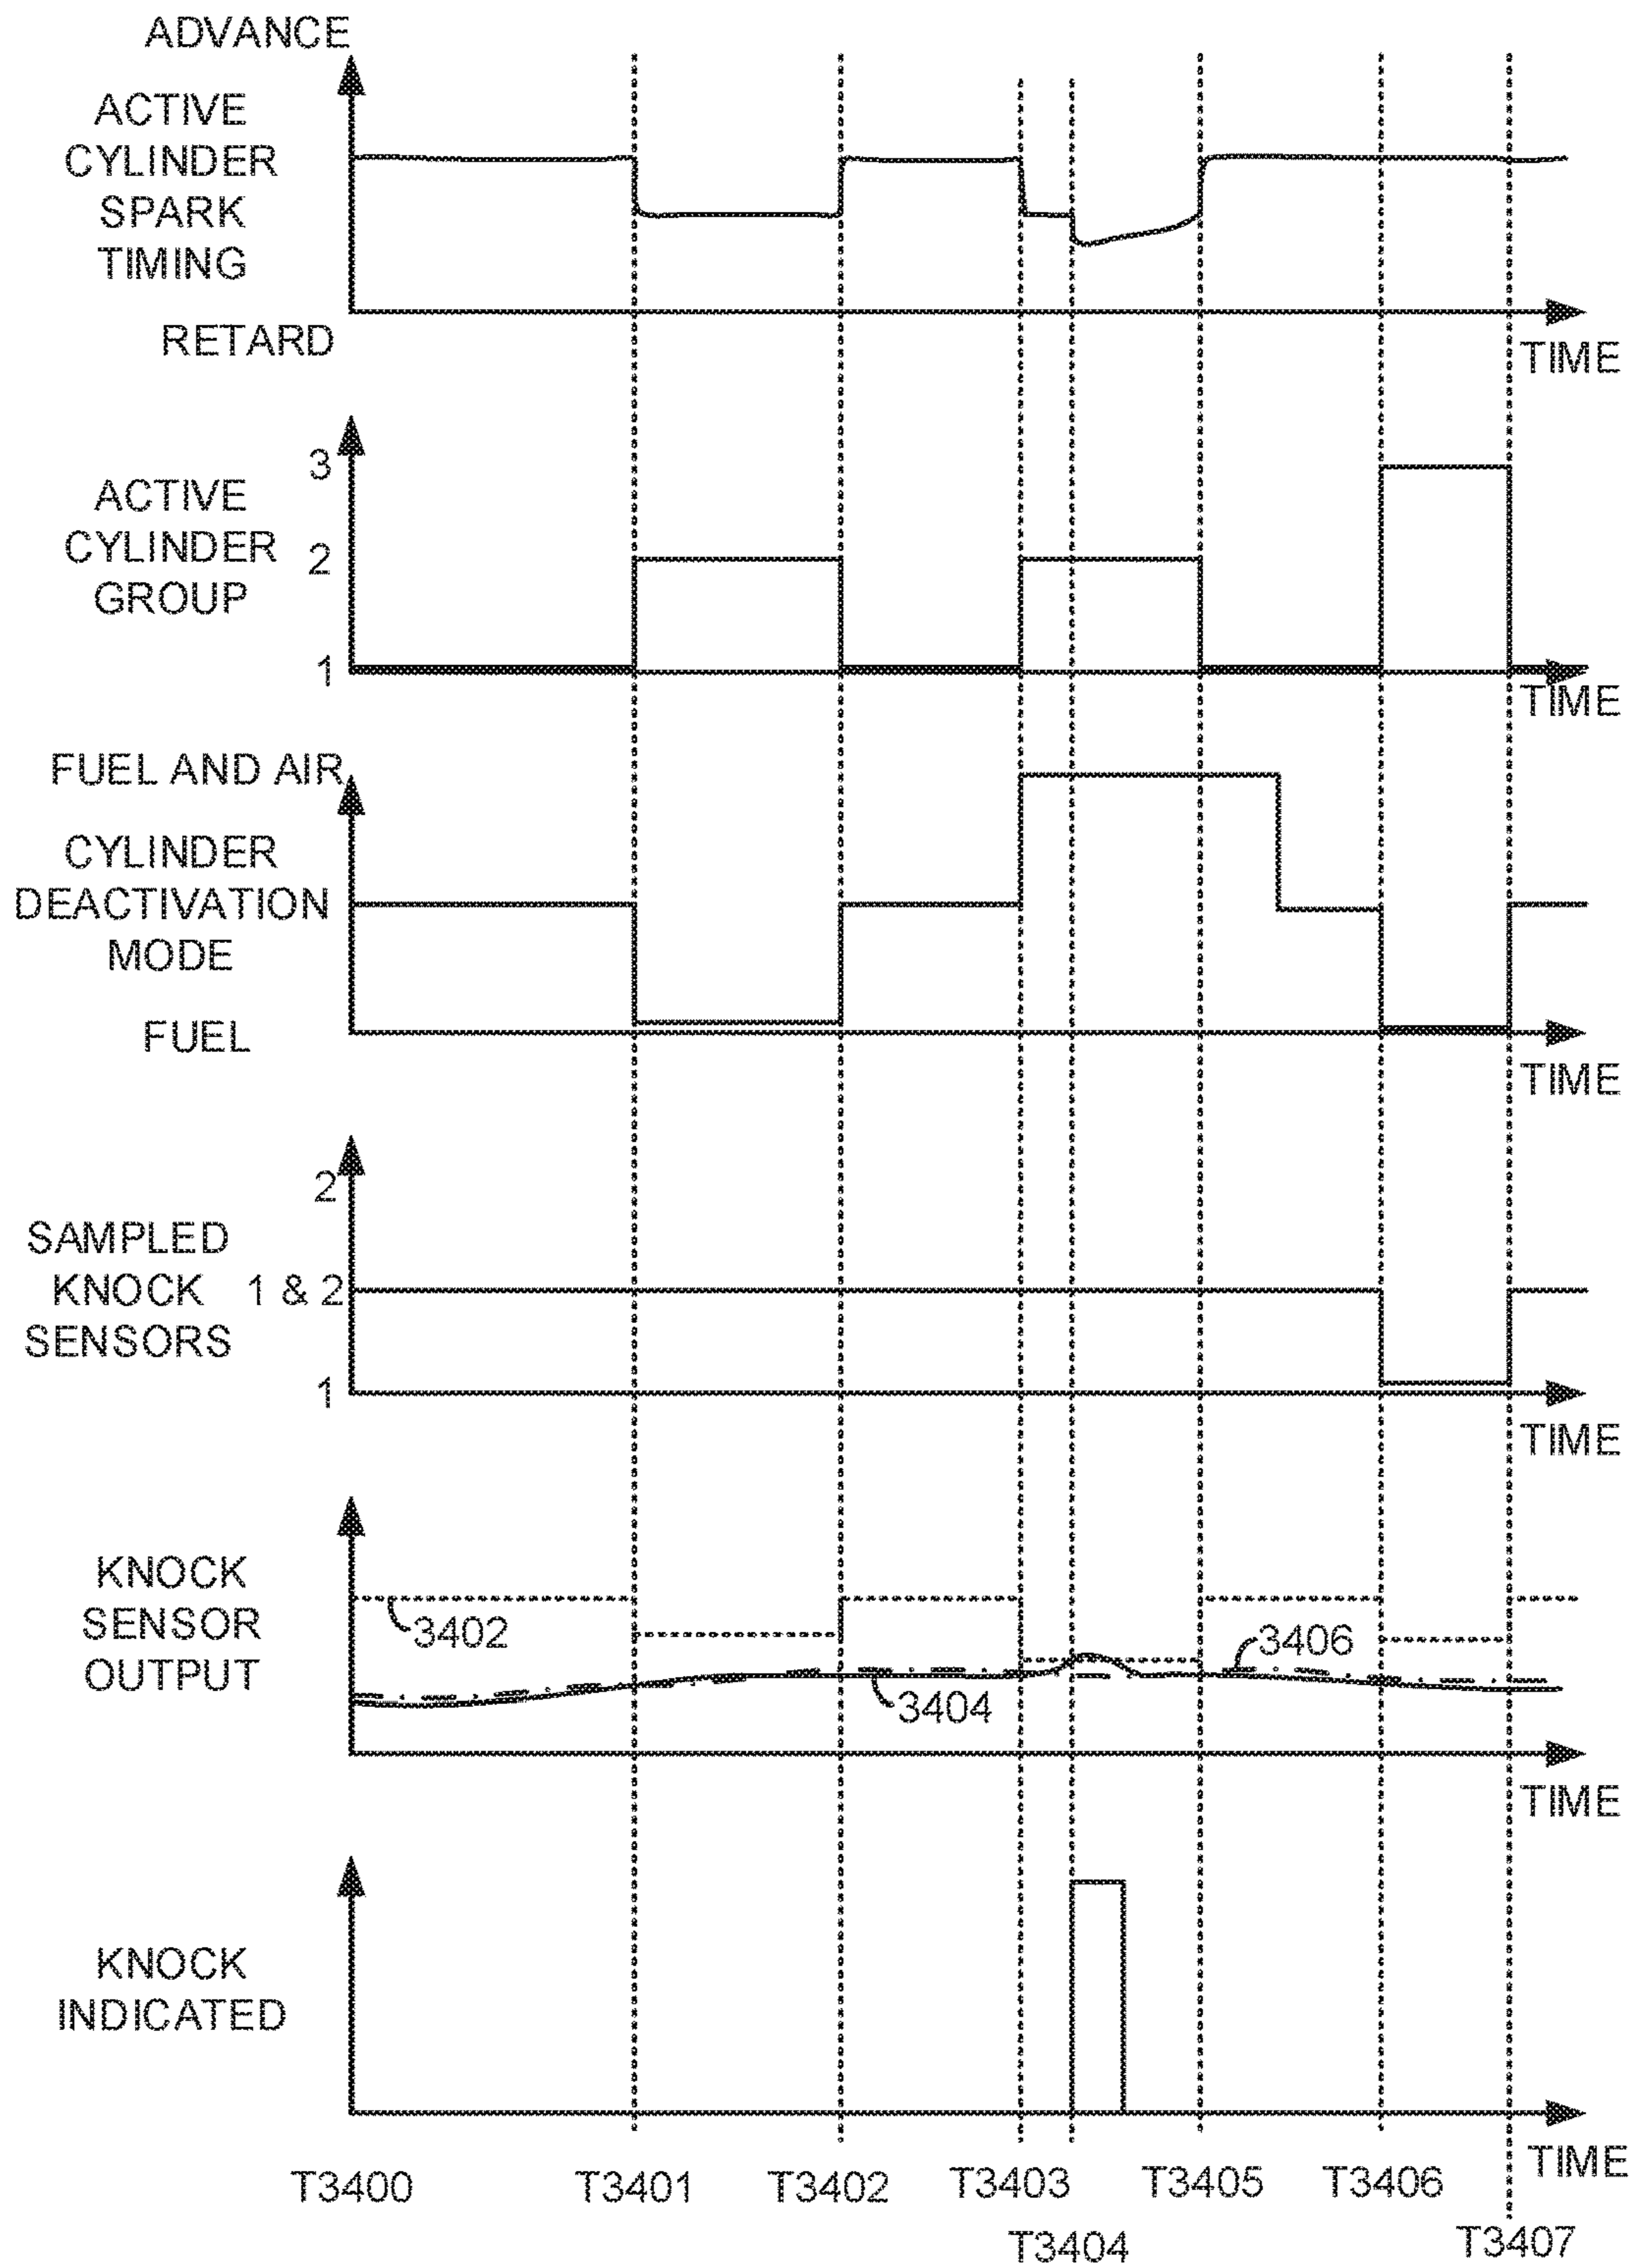 ADVANCE
ACTIVE
CYLINDER
SPARK
TIMING
RETARD
TIME
3
ACTIVE
CYLINDER
GROUP
2
1
TIME
FUEL AND AIR
CYLINDER
DEACTIVATION
MODE
FUEL
TIME
2
SAMPLED
KNOCK
SENSORS
1 & 2
1
TIME
KNOCK
SENSOR
OUTPUT
3402
3406
3404
TIME
KNOCK
INDICATED
TIME
T3400 T3401 T3402 T3403 T3405 T3406
T3404 T3407